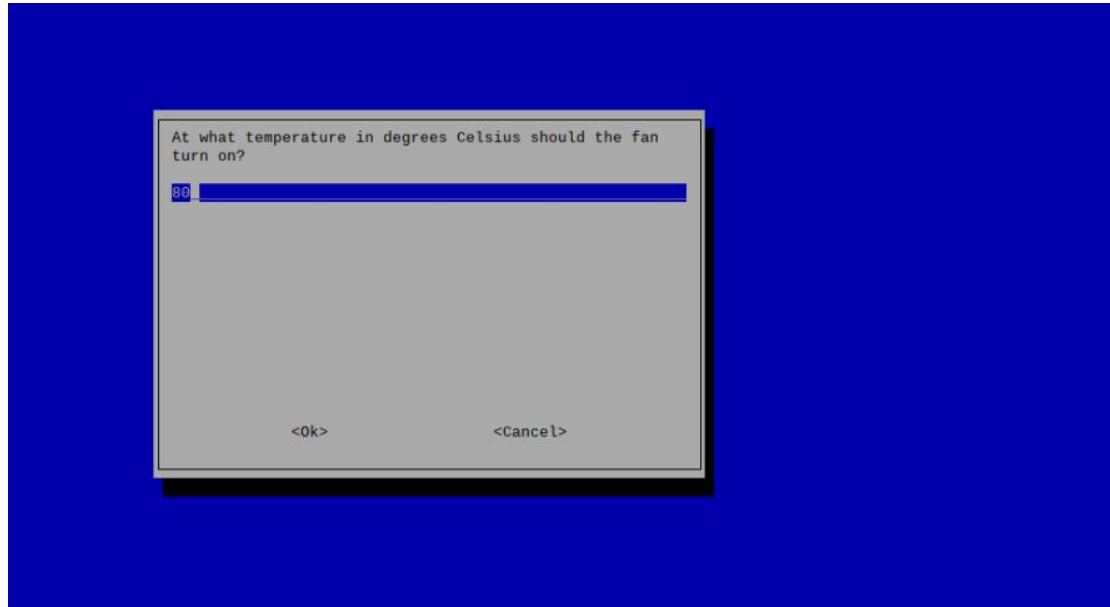 At what temperature in degrees Celsius should the fan
turn on?
80
<Ok> <Cancel>